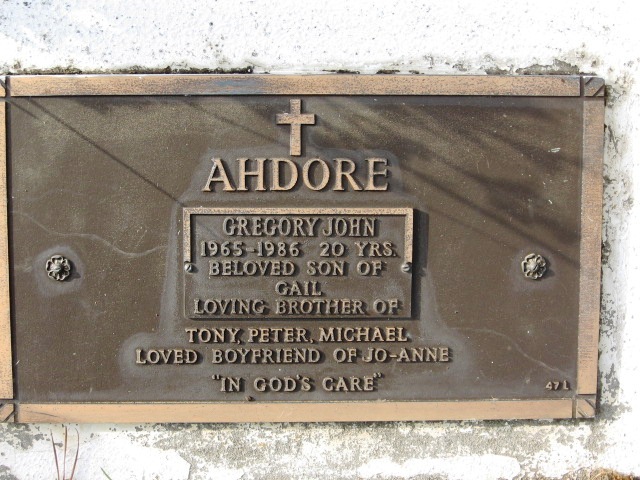 AHDORE
GREGORY JOHN
1965-1986 20 YRS.
BELOVED SON OF
GAIL
LOVING BROTHER OF
TONY, PETER, MICHAEL
LOVED BOYFRIEND OF JO-ANNE
"IN GOD'S CARE"
47 L